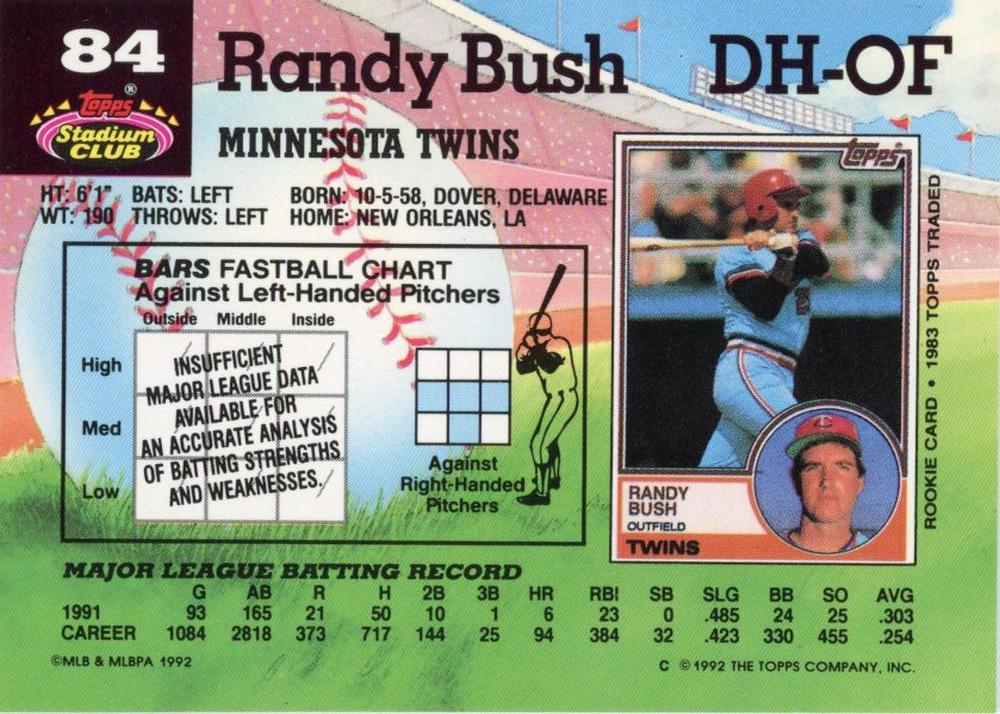 84
Topps®
Stadium
CLUB
Randy Bush DH-OF
MINNESOTA TWINS
HT: 6'1" BATS: LEFT BORN: 10-5-58, DOVER, DELAWARE
WT: 190 THROWS: LEFT HOME: NEW ORLEANS, LA
BARS FASTBALL CHART
Against Left-Handed Pitchers
Outside Middle Inside
High
Med
Low
INSUFFICIENT
MAJOR LEAGUE DATA
AVAILABLE FOR
AN ACCURATE ANALYSIS
OF BATTING STRENGTHS
AND WEAKNESSES.
Against
Right-Handed
Pitchers
Topps®
RANDY
BUSH
OUTFIELD
TWINS
ROOKIE CARD • 1983 TOPPS TRADED
MAJOR LEAGUE BATTING RECORD
G AB R H 2B 3B HR RBI SB SLG BB SO AVG
1991 93 165 21 50 10 1 6 23 0 .485 24 25 .303
CAREER 1084 2818 373 717 144 25 94 384 32 .423 330 455 .254
©MLB & MLBPA 1992
C ©1992 THE TOPPS COMPANY, INC.